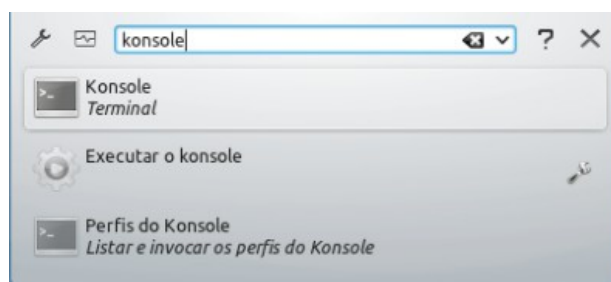 konsole
Konsole
Terminal
Executar o konsole
Perfis do Konsole
Listar e invocar os perfis do Konsole